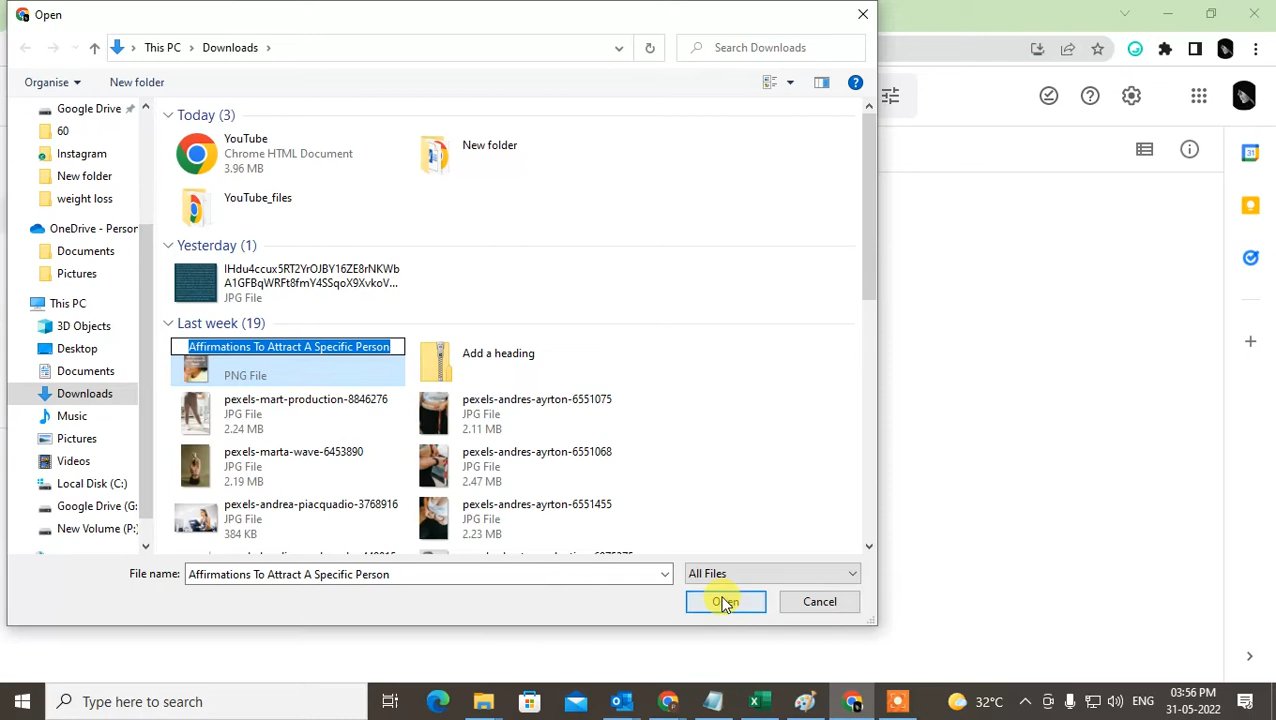 Open
This PC
Downloads
Search Downloads
Organise
New folder
Google Drive
60
Instagram
New folder
weight loss
OneDrive - Person
Documents
Pictures
This PC
3D Objects
Desktop
Documents
Downloads
Music
Pictures
Videos
Local Disk (C:)
Google Drive (G:
New Volume (P:)
Today (3)
YouTube
Chrome HTML Document
3.96 MB
New folder
YouTube_files
Yesterday (1)
IHdu4ccux5RT2YrOJBY16ZE8rNKWb
A1GFBqWRFt8fmY4SSqoX9XvkoV...
JPG File
Last week (19)
Affirmations To Attract A Specific Person
PNG File
Add a heading
pexels-mart-production-8846276
JPG File
2.24 MB
pexels-andres-ayrton-6551075
JPG File
2.11 MB
pexels-marta-wave-6453890
JPG File
2.19 MB
pexels-andres-ayrton-6551068
JPG File
2.47 MB
pexels-andrea-piacquadio-3768916
JPG File
384 KB
pexels-andres-ayrton-6551455
JPG File
2.23 MB
File name:
Affirmations To Attract A Specific Person
All Files
Open
Cancel
31
Type here to search
32°C
ENG
03:56 PM
31-05-2022